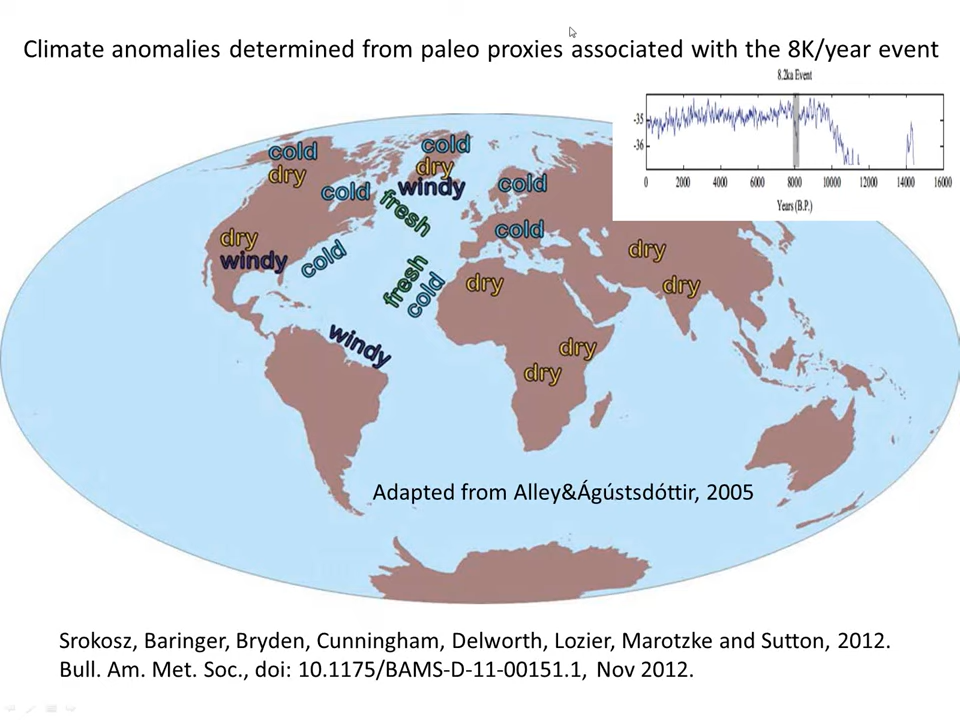 Climate anomalies determined from paleo proxies associated with the 8K/year event
8.2ka Event
-35
-36
0 2000 4000 6000 8000 10000 12000 14000 16000
Years (B.P.)
cold
dry
cold
cold
dry
windy
fresh
cold
cold
dry
windy
cold
fresh
cold
dry
dry
dry
windy
dry
dry
Adapted from Alley&Ágústsdóttir, 2005
Srokosz, Baringer, Bryden, Cunningham, Delworth, Lozier, Marotzke and Sutton, 2012.
Bull. Am. Met. Soc., doi: 10.1175/BAMS-D-11-00151.1, Nov 2012.